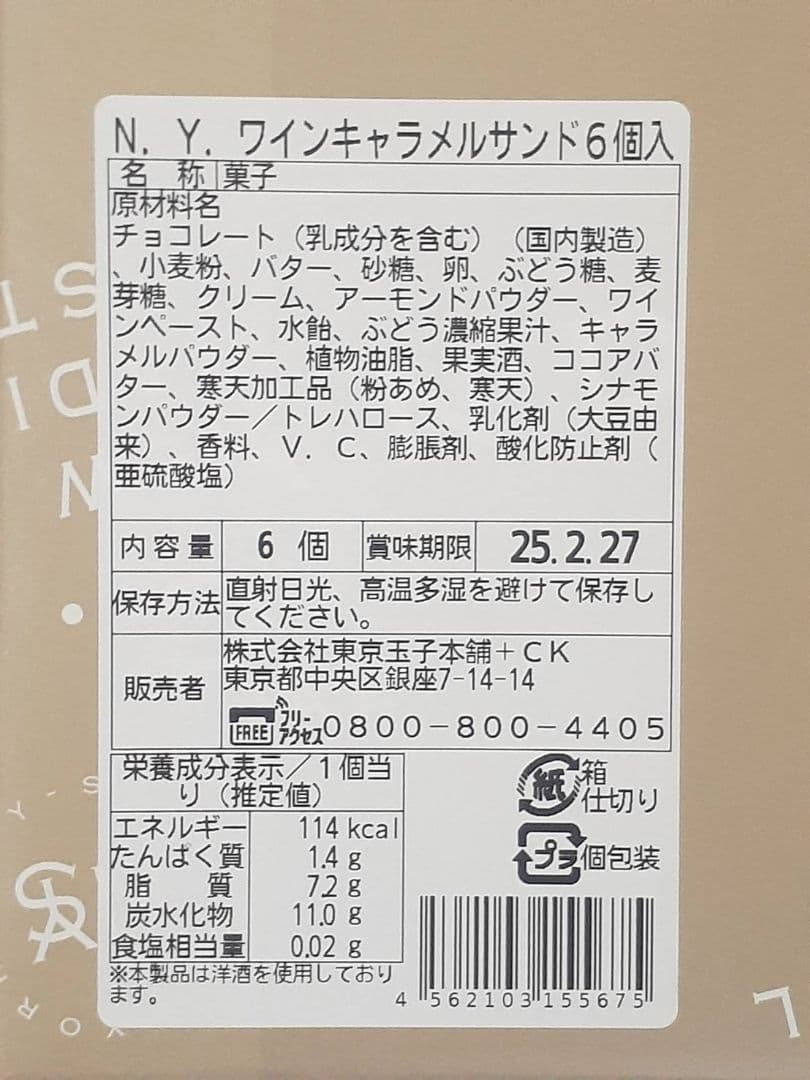 N．Y．ワインキャラメルサンド６個入
名　称　菓子
原材料名
チョコレート（乳成分を含む）（国内製造）
、小麦粉、バター、砂糖、卵、ぶどう糖、麦
芽糖、クリーム、アーモンドパウダー、ワイ
ンペースト、水飴、ぶどう濃縮果汁、キャラ
メルパウダー、植物油脂、果実酒、ココアバ
ター、寒天加工品（粉あめ、寒天）、シナモ
ンパウダー／トレハロース、乳化剤（大豆由
来）、香料、Ｖ．Ｃ、膨脹剤、酸化防止剤（
亜硫酸塩）
内容量　6 個　賞味期限　25.2.27
保存方法　直射日光、高温多湿を避けて保存し
てください。
販売者　株式会社東京玉子本舗＋ＣＫ
東京都中央区銀座7-14-14
FREE フリーアクセス 0800－800－4405
栄養成分表示／１個当
り（推定値）
エネルギー　114 kcal
たんぱく質　1.4 g
脂　　質　7.2 g
炭水化物　11.0 g
食塩相当量　0.02 g
※本製品は洋酒を使用しており
ます。
紙 箱
仕切り
プラ 個包装
4 562103 155675